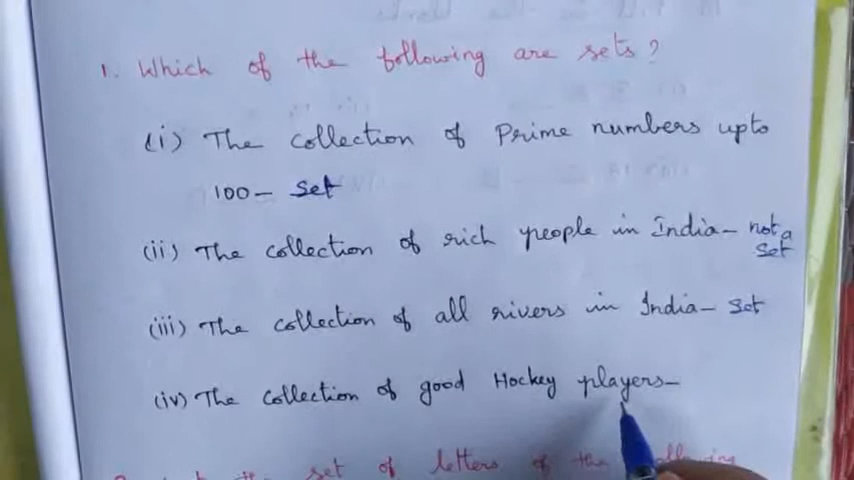 1. Which of the following are sets?
(i) The collection of Prime numbers upto
100 - set
(ii) The collection of rich people in India - not a
set
(iii) The collection of all rivers in India - set
(iv) The collection of good Hockey players -
the set of letters of the following